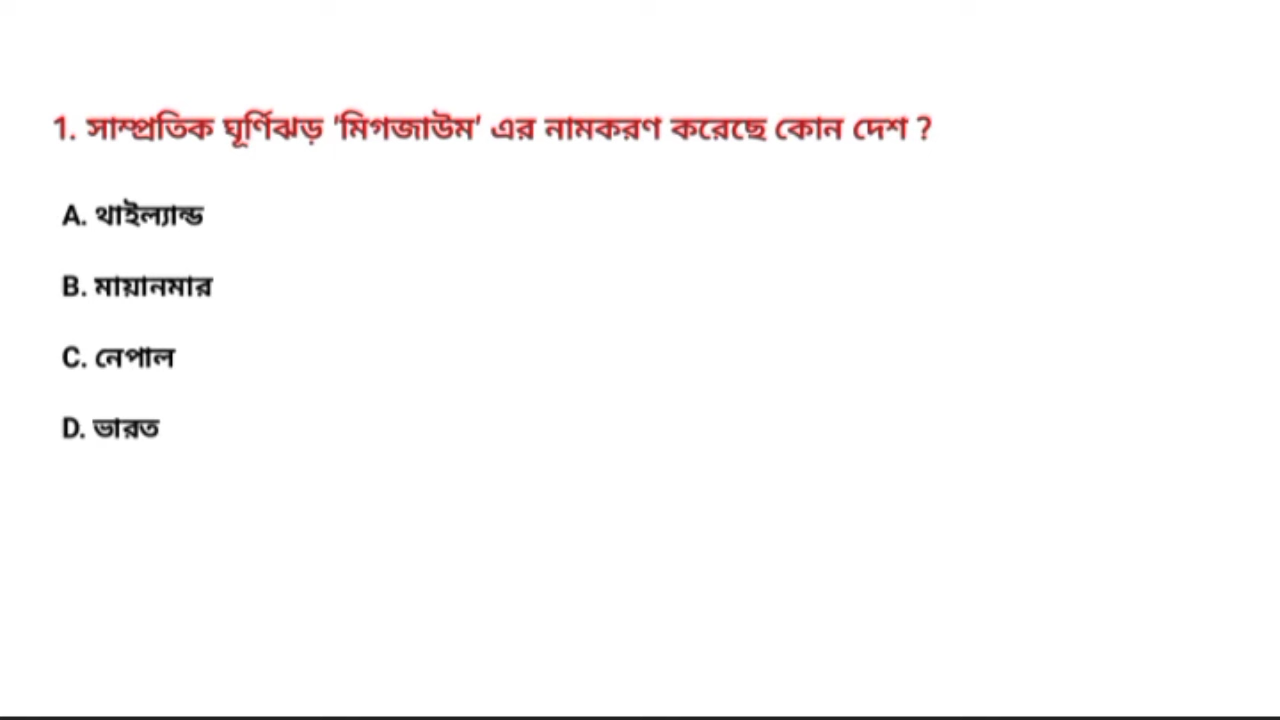 1. সাম্প্রতিক ঘূর্ণিঝড় 'মিগজাউম' এর নামকরণ করেছে কোন দেশ ?
A. থাইল্যান্ড
B. মায়ানমার
C. নেপাল
D. ভারত